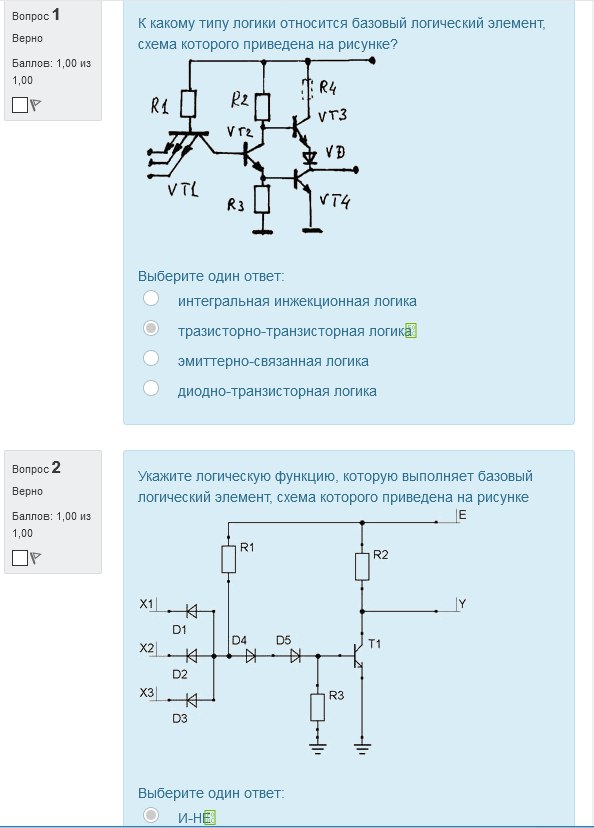 Вопрос 1
Верно
Баллов: 1,00 из
1,00
К какому типу логики относится базовый логический элемент,
схема которого приведена на рисунке?
R1
R2
R4
VT3
VT2
VD
VT1
R3
VT4
Выберите один ответ:
интегральная инжекционная логика
тразисторно-транзисторная логика
эмиттерно-связанная логика
диодно-транзисторная логика
Вопрос 2
Верно
Баллов: 1,00 из
1,00
Укажите логическую функцию, которую выполняет базовый
логический элемент, схема которого приведена на рисунке
E
R1
R2
X1
Y
D1
X2
D4
D5
T1
D2
X3
R3
D3
Выберите один ответ:
И-НЕ